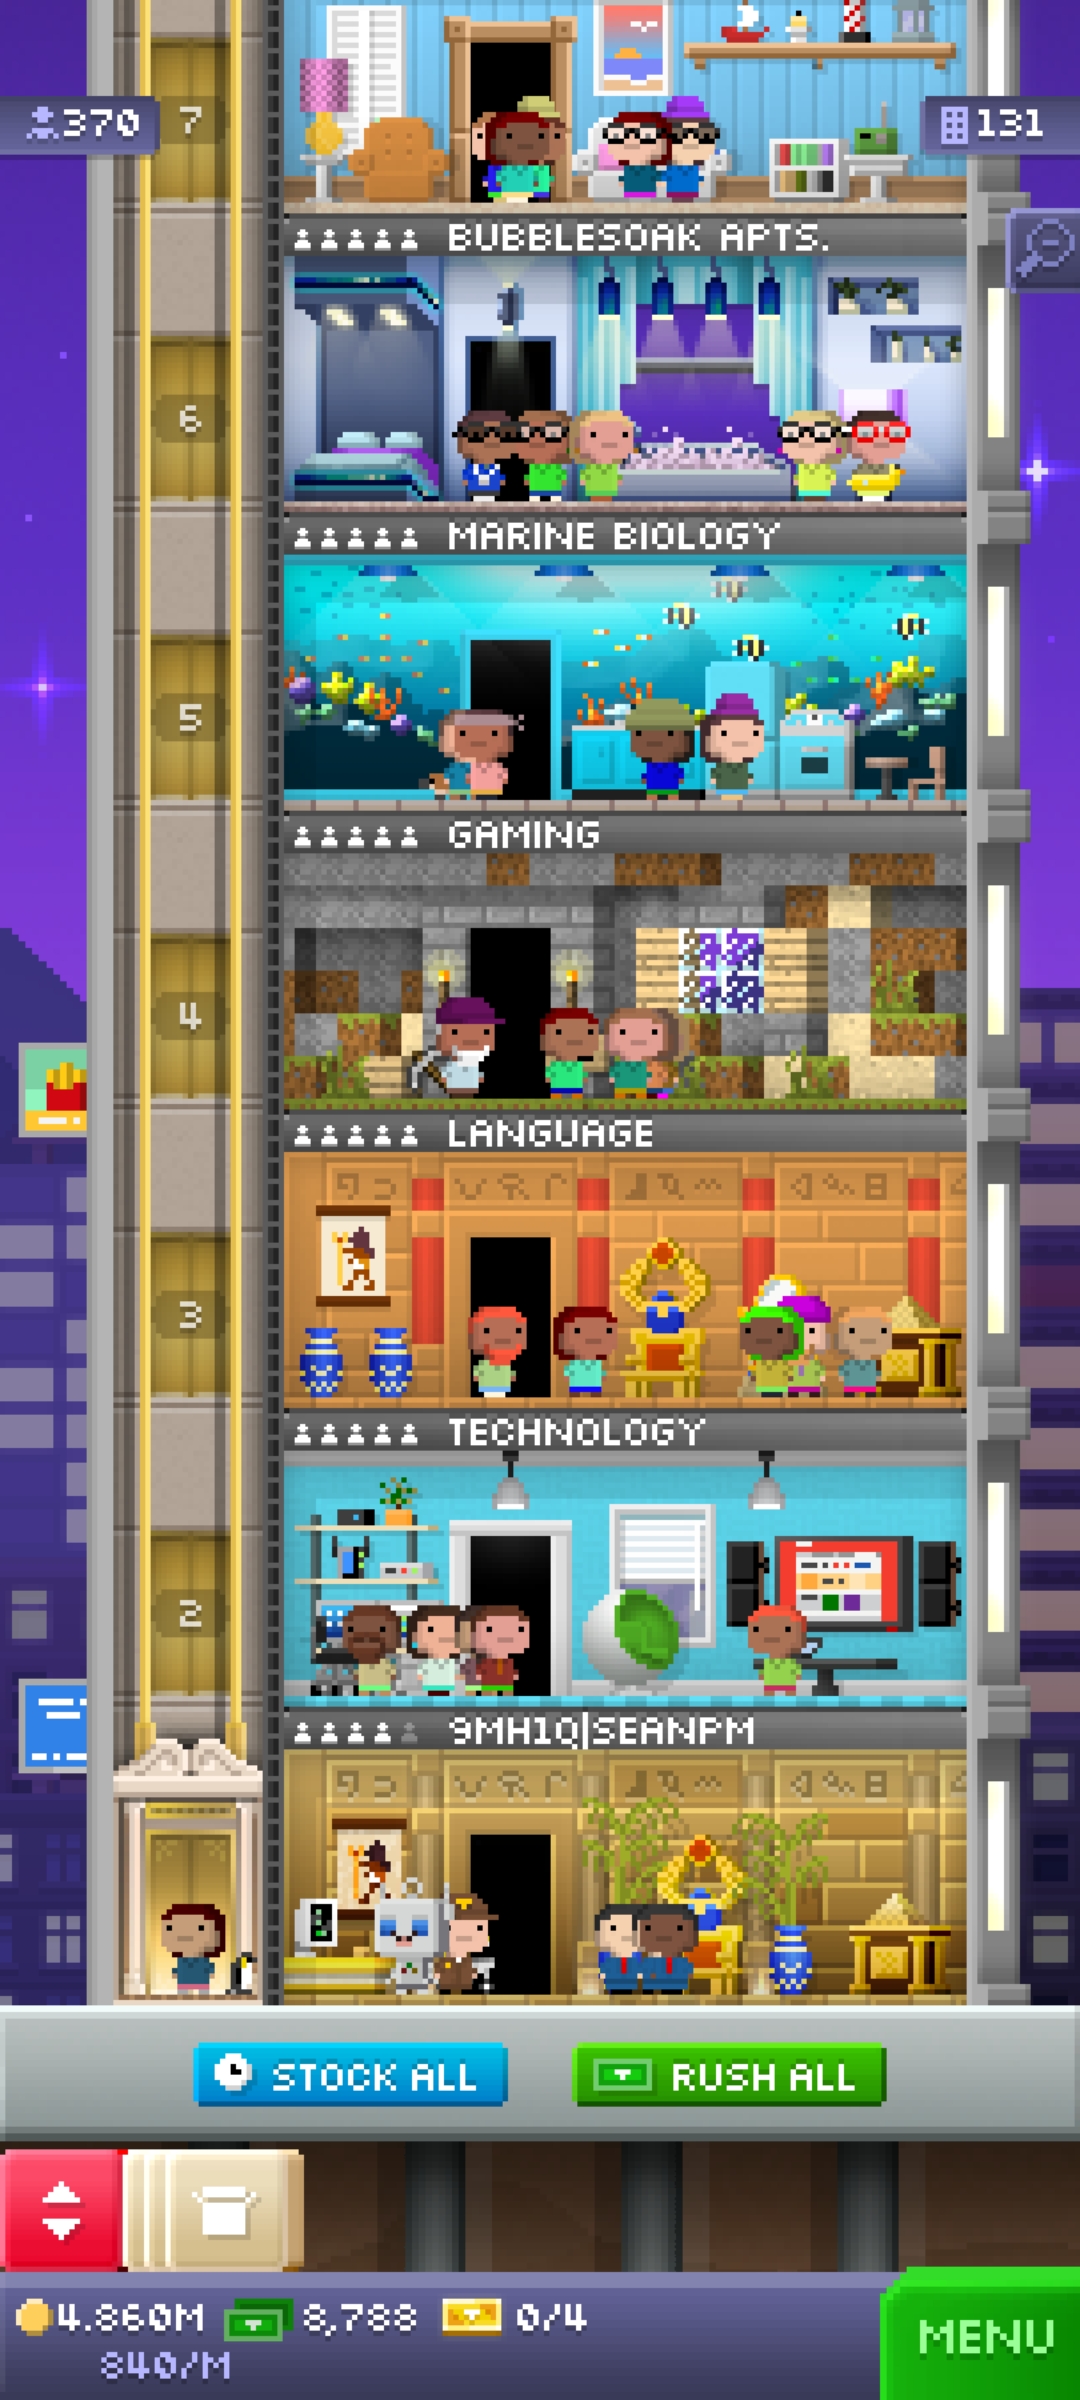 7
370
131
BUBBLESOAK APTS.
6
MARINE BIOLOGY
5
GAMING
4
LANGUAGE
3
TECHNOLOGY
2
9MH1Q|SEANPM
STOCK ALL
RUSH ALL
4.860M 8,788 0/4
840/M
MENU